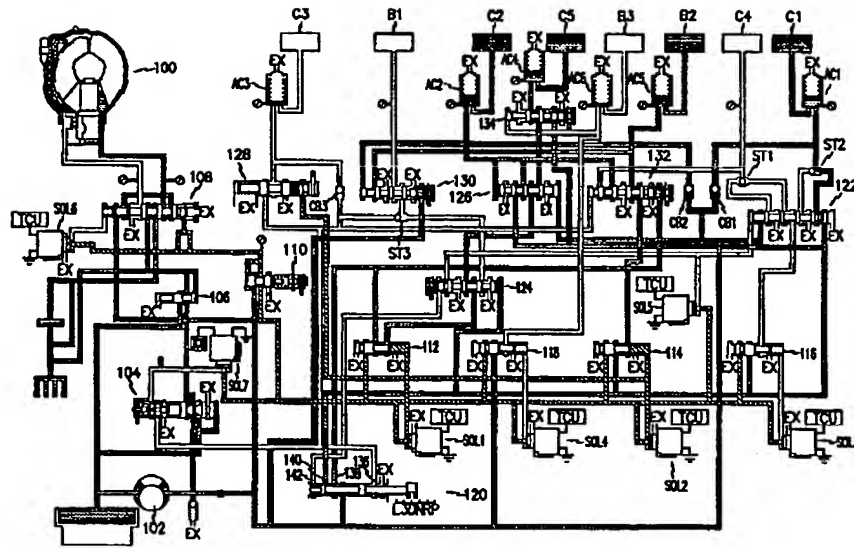 C3 B1 C2 C5 B3 B2 C4 C1
EX EX EX EX EX EX
100 AC3 AC2 AC4 AC5 AC1
134 EX EX
128 130 126 132 ST1 ST2
122
108 EX EX CB3 EX EX EX EX CB2 CB1 EX EX EX
SOL6 TCU EX
ST3
110 EX
124 EX EX
TCU SOL5
106 EX
112 113 114 116
EX EX EX EX EX EX EX
SOL7
104 EX EX
TCU TCU TCU TCU
EX EX EX EX
SOL1 SOL4 SOL2 SOL
140 142 138 136 EX
120
102 EX